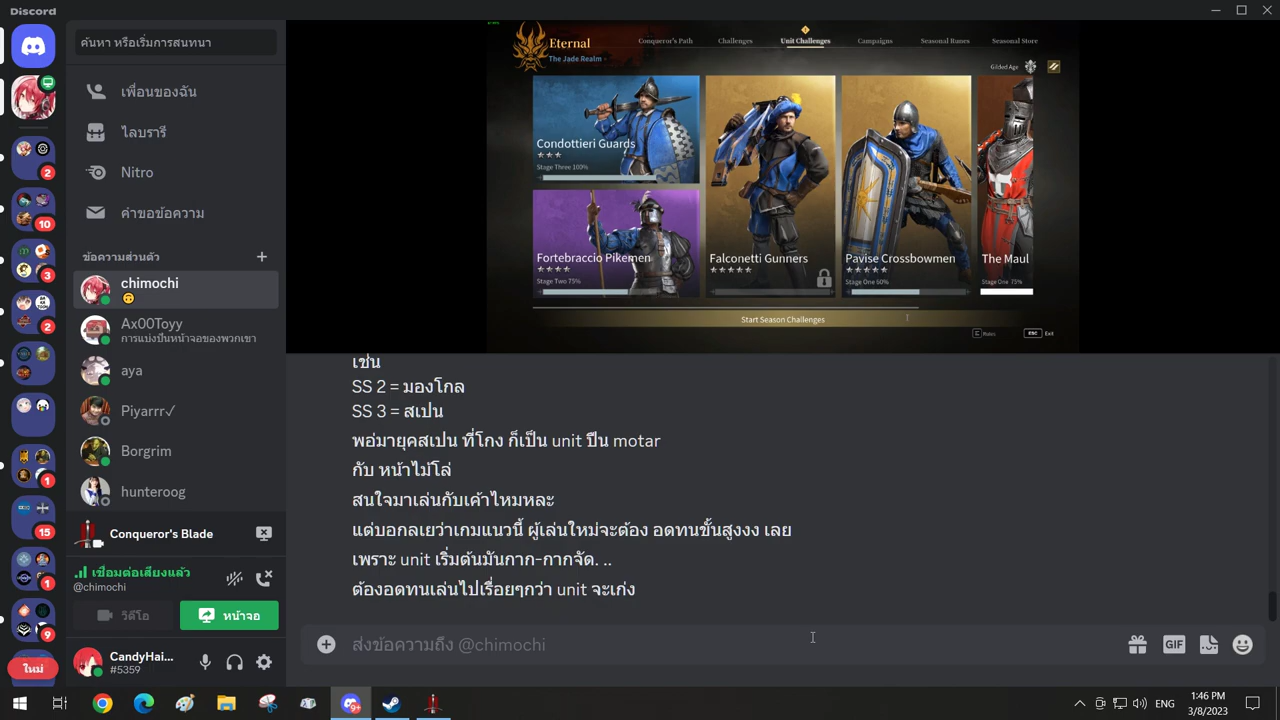 Discord
ค้นหา หรือเริ่มการสนทนา
เพื่อนของฉัน
ไลบรารี
Nitro
คำขอข้อความ
ข้อความส่วนตัว
chimochi
Ax00Toyy
การแบ่งปันหน้าจอของพวกเขา
aya
Piyarrr✓
Borgrim
hunteroog
2
10
3
2
1
15
1
9
ใหม่
Conqueror's Blade
เชื่อมต่อเสียงแล้ว
@chimochi
วิดีโอ
หน้าจอ
CandyHai...
#5359
Eternal
The Jade Realm
Conqueror's Path
Challenges
Unit Challenges
Campaigns
Seasonal Runes
Seasonal Store
Gilded Age
Condottieri Guards
Stage Three 100%
Fortebraccio Pikemen
Stage Two 75%
Falconetti Gunners
Pavise Crossbowmen
Stage One 60%
The Maul
Stage One 75%
Start Season Challenges
Rules
ESC Exit
เช่น
SS 2 = มองโกล
SS 3 = สเปน
พอ่มายุคสเปน ที่โกง ก็เป็น unit ปืน motar
กับ หน้าไม้โล่
สนใจมาเล่นกับเค้าไหมหละ
แต่บอกลเยว่าเกมแนวนี้ ผู้เล่นใหม่จะต้อง อดทนขั้นสูงงง เลย
เพราะ unit เริ่มต้นมันกาก-กากจัด. ..
ต้องอดทนเล่นไปเรื่อยๆกว่า unit จะเก่ง
ส่งข้อความถึง @chimochi
GIF
9+
ENG
1:46 PM
3/8/2023